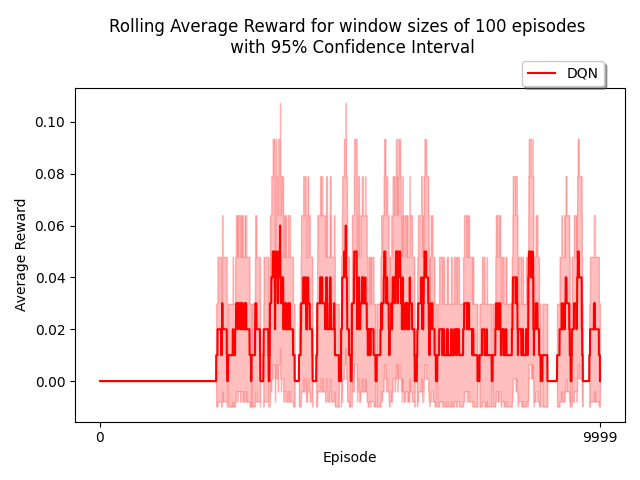 Rolling Average Reward for window sizes of 100 episodes
with 95% Confidence Interval
DQN
0.10
0.08
0.06
0.04
0.02
0.00
Average Reward
0
9999
Episode